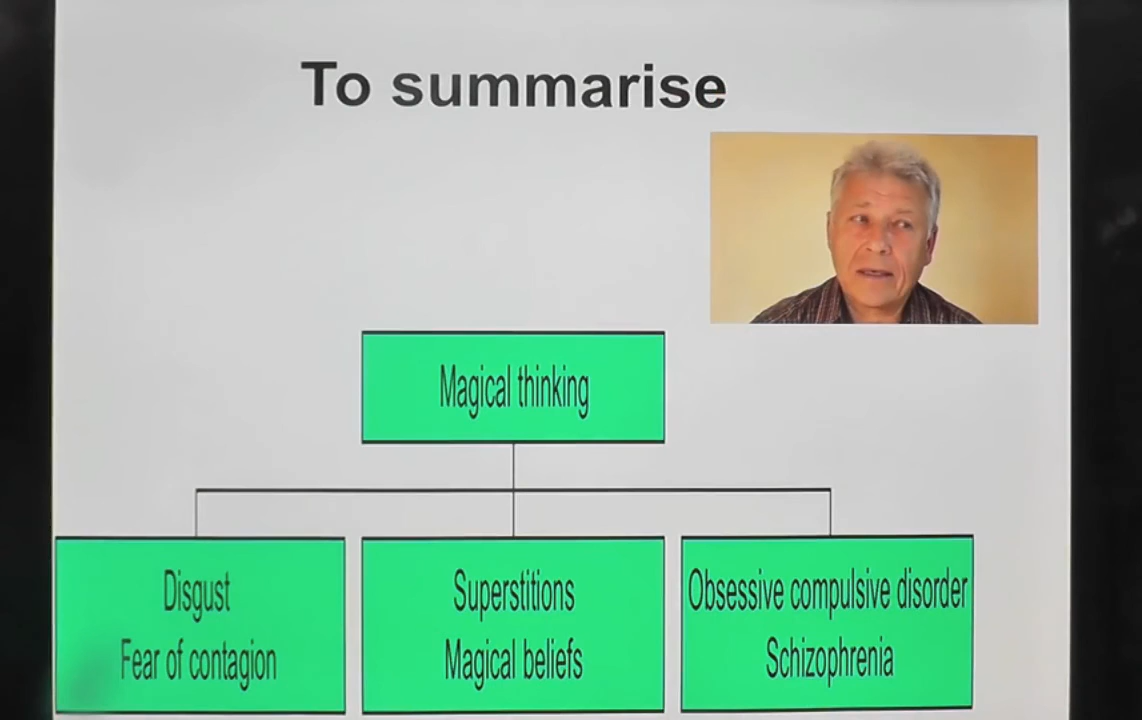 To summarise
Magical thinking
Disgust
Fear of contagion
Superstitions
Magical beliefs
Obsessive compulsive disorder
Schizophrenia